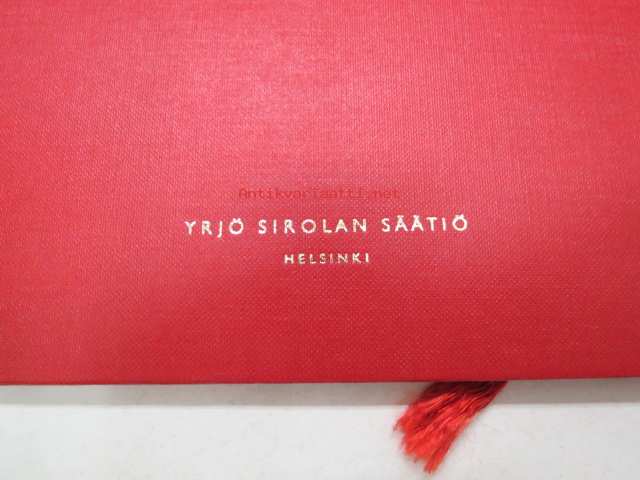 Antikvariaatti.net
YRJÖ SIROLAN SÄÄTIÖ
HELSINKI